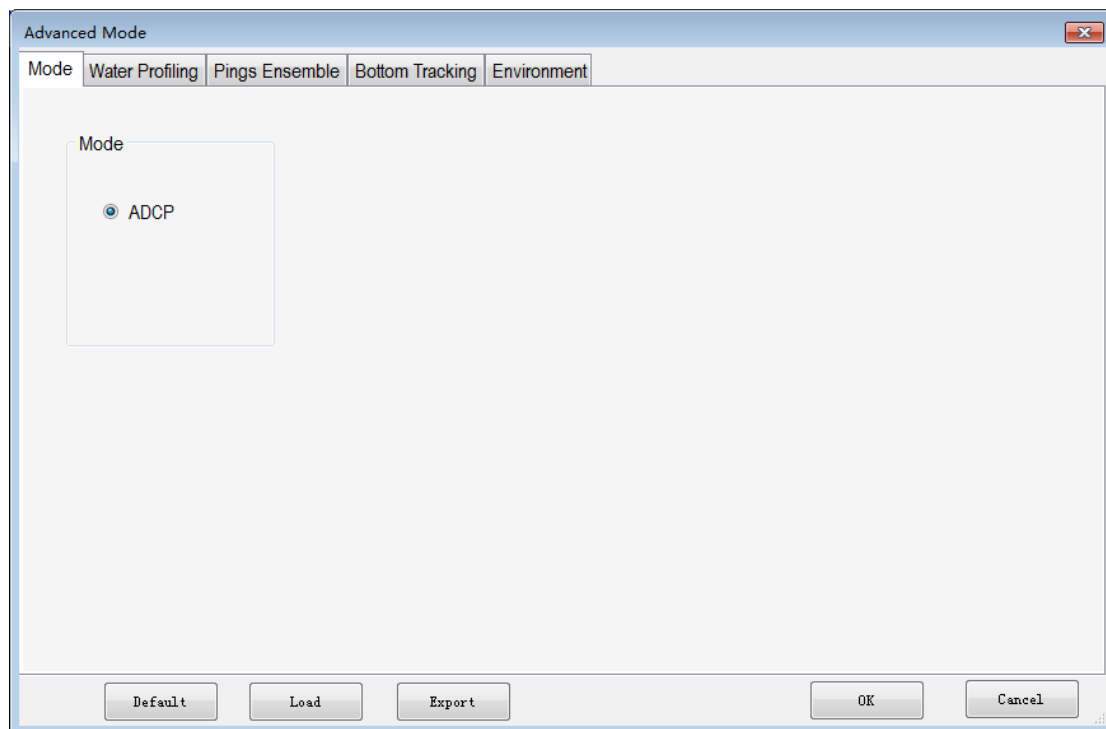 Advanced Mode
Mode Water Profiling Pings Ensemble Bottom Tracking Environment
Mode
ADCP
Default Load Export OK Cancel